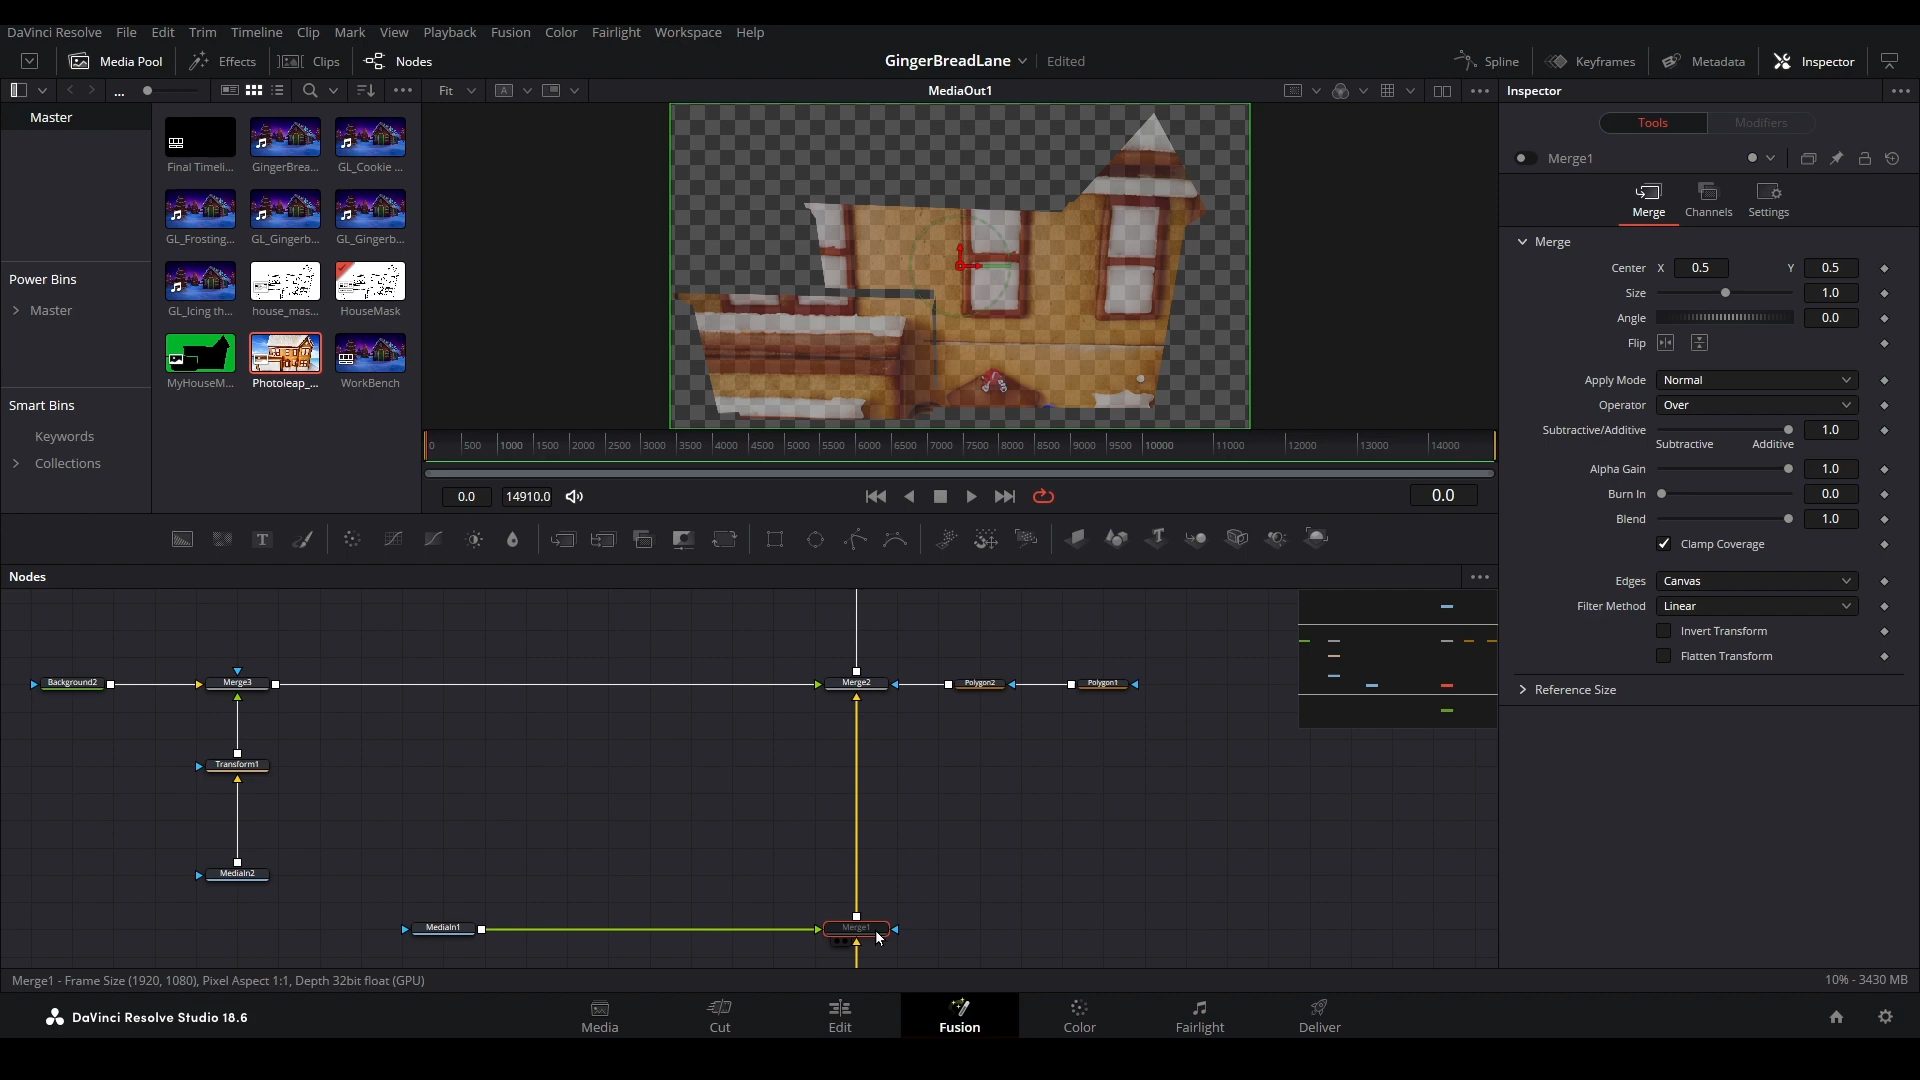 DaVinci Resolve File Edit Trim Timeline Clip Mark View Playback Fusion Color Fairlight Workspace Help
Media Pool Effects Clips Nodes GingerBreadLane Edited Spline Keyframes Metadata Inspector
... Fit A MediaOut1 Inspector
Master
Tools Modifiers
Final Timeli... GingerBrea... GL_Cookie ...
Merge1
Merge Channels Settings
GL_Frosting... GL_Gingerb... GL_Gingerb...
Merge
Center X 0.5 Y 0.5
Power Bins
Size 1.0
Master
GL_Icing th... house_mas... HouseMask
Angle 0.0
Flip
MyHouseM... Photoleap_... WorkBench
Apply Mode Normal
Smart Bins
Operator Over
Keywords
Subtractive/Additive 1.0
Subtractive Additive
0 500 1000 1500 2000 2500 3000 3500 4000 4500 5000 5500 6000 6500 7000 7500 8000 8500 9000 9500 10000 11000 12000 13000 14000
Collections
Alpha Gain 1.0
0.0 14910.0 0.0
Burn In 0.0
Blend 1.0
Clamp Coverage
T T
Nodes
Edges Canvas
Filter Method Linear
Invert Transform
Flatten Transform
Background2 Merge3 Merge2 Polygon2 Polygon1
Reference Size
Transform1
MediaIn2
MediaIn1 Merge1
Merge1 - Frame Size (1920, 1080), Pixel Aspect 1:1, Depth 32bit float (GPU) 10% - 3430 MB
DaVinci Resolve Studio 18.6
Media Cut Edit Fusion Color Fairlight Deliver